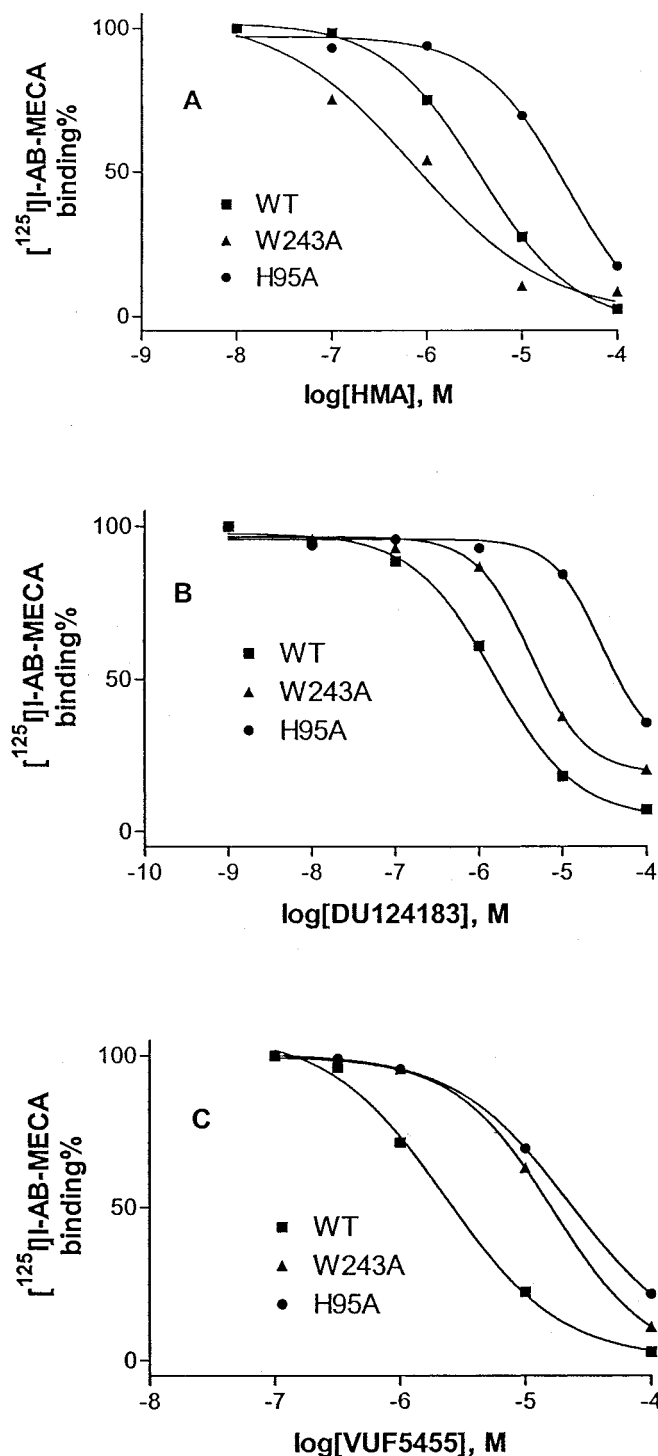 100
50
0
[¹²⁵I]I-AB-MECA
binding%
A
WT
W243A
H95A
-9 -8 -7 -6 -5 -4
log[HMA], M
100
50
0
[¹²⁵I]I-AB-MECA
binding%
B
WT
W243A
H95A
-10 -9 -8 -7 -6 -5 -4
log[DU124183], M
100
50
0
[¹²⁵I]I-AB-MECA
binding%
C
WT
W243A
H95A
-8 -7 -6 -5 -4
log[VUF5455], M